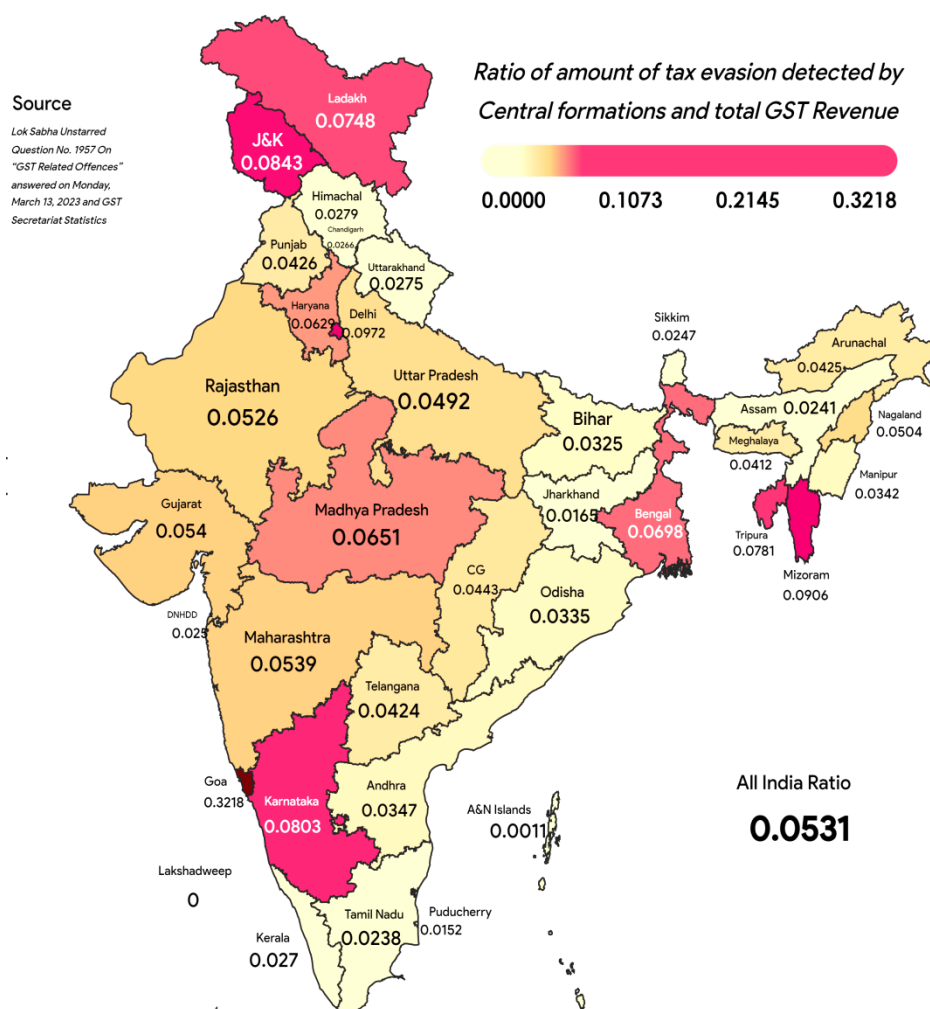 Ratio of amount of tax evasion detected by
Central formations and total GST Revenue
0.0000 0.1073 0.2145 0.3218
Source
Lok Sabha Unstarred
Question No. 1957 On
“GST Related Offences”
answered on Monday,
March 13, 2023 and GST
Secretariat Statistics
Ladakh
0.0748
J&K
0.0843
Himachal
0.0279
Chandigarh
0.0266
Punjab
0.0426
Uttarakhand
0.0275
Haryana
0.0629
Delhi
0.0972
Rajasthan
0.0526
Uttar Pradesh
0.0492
Sikkim
0.0247
Arunachal
0.0425
Bihar
0.0325
Assam 0.0241
Nagaland
0.0504
Meghalaya
0.0412
Manipur
0.0342
Gujarat
0.054
Madhya Pradesh
0.0651
Jharkhand
0.0165
Bengal
0.0698
Tripura
0.0781
Mizoram
0.0906
CG
0.0443
Odisha
0.0335
DNHDD
0.025
Maharashtra
0.0539
Telangana
0.0424
Goa
0.3218
Karnataka
0.0803
Andhra
0.0347
A&N Islands
0.0011
All India Ratio
0.0531
Lakshadweep
0
Tamil Nadu
0.0238
Puducherry
0.0152
Kerala
0.027